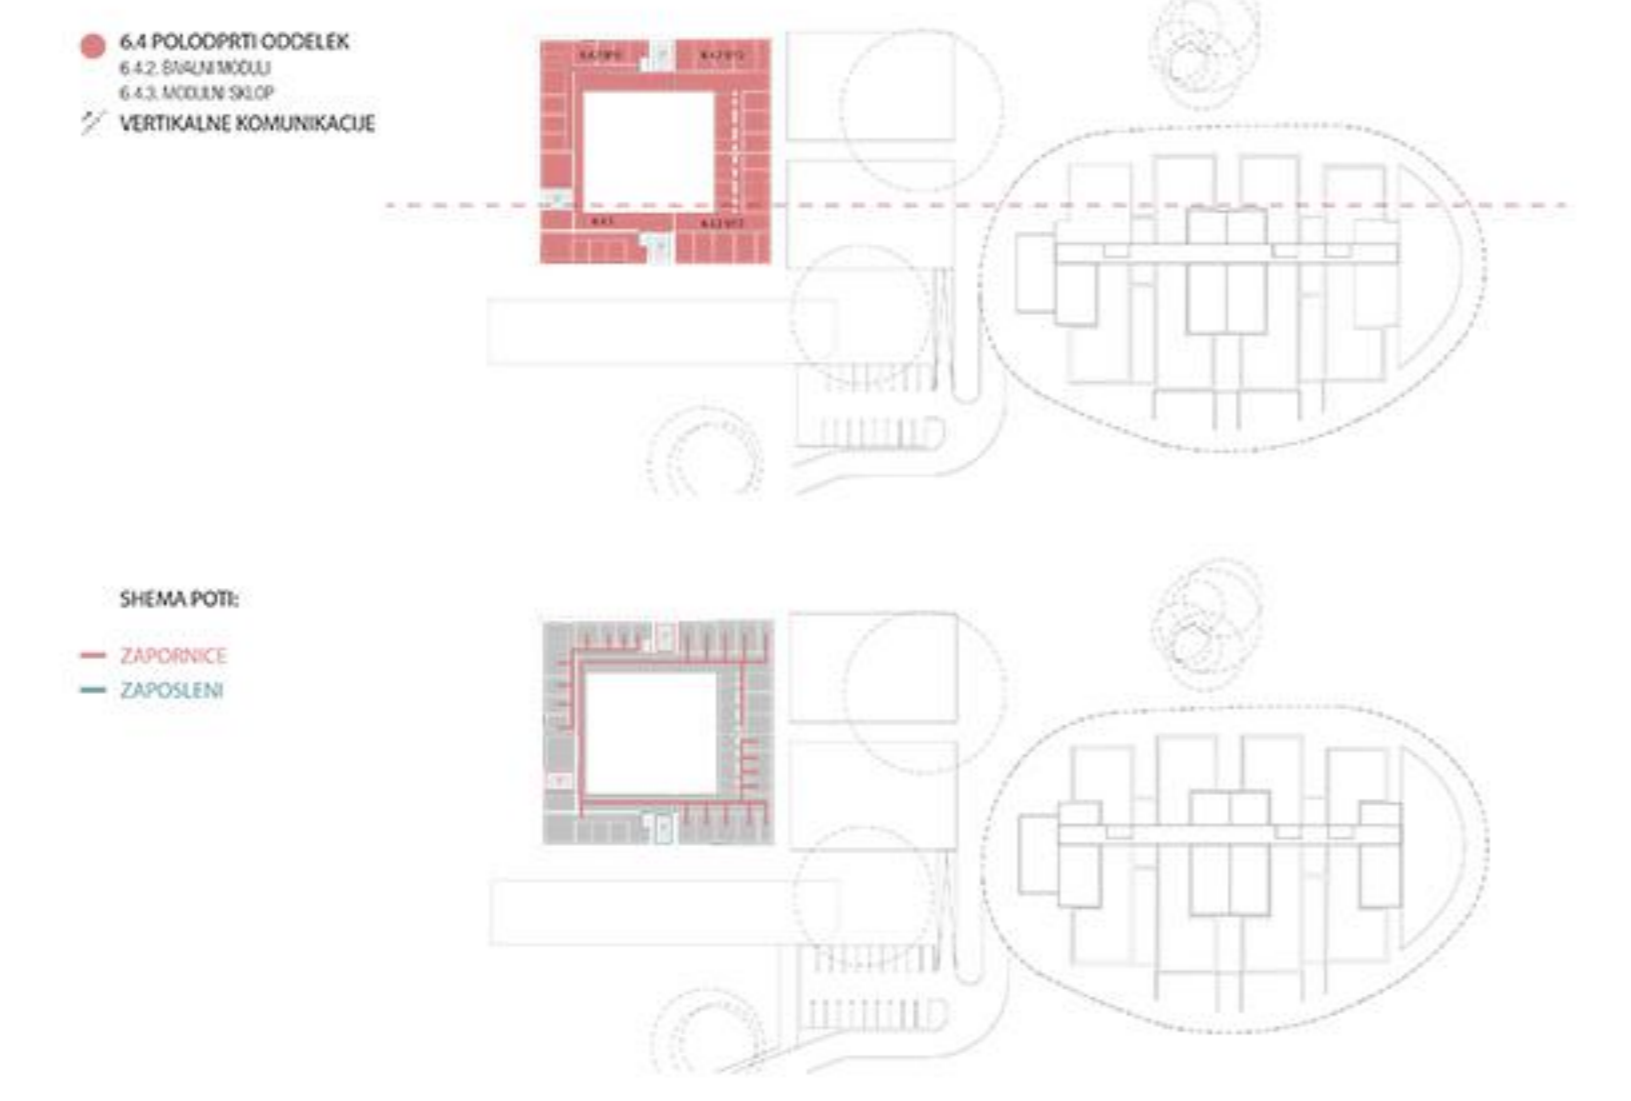 6.4 POLODPRTI ODDELEK
6.4.2. BIVALNI MODULI
6.4.3. MODULNI SKLOP
VERTIKALNE KOMUNIKACIJE
SHEMA POTI:
ZAPORNICE
ZAPOSLENI